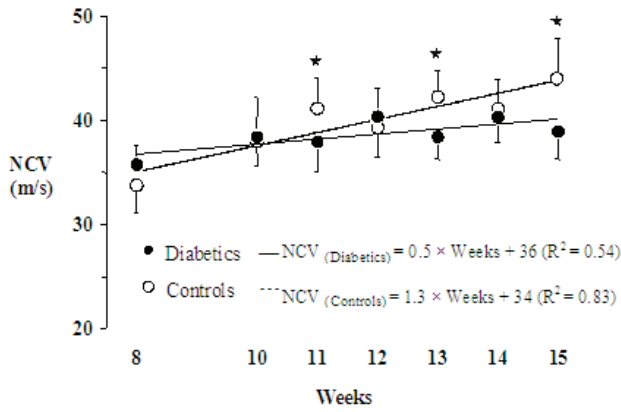 50
40
NCV
(m/s)
30
20
★ ★ ★
● Diabetics — NCV (Diabetics) = 0.5 × Weeks + 36 (R² = 0.54)
○ Controls ---- NCV (Controls) = 1.3 × Weeks + 34 (R² = 0.83)
8 10 11 12 13 14 15
Weeks